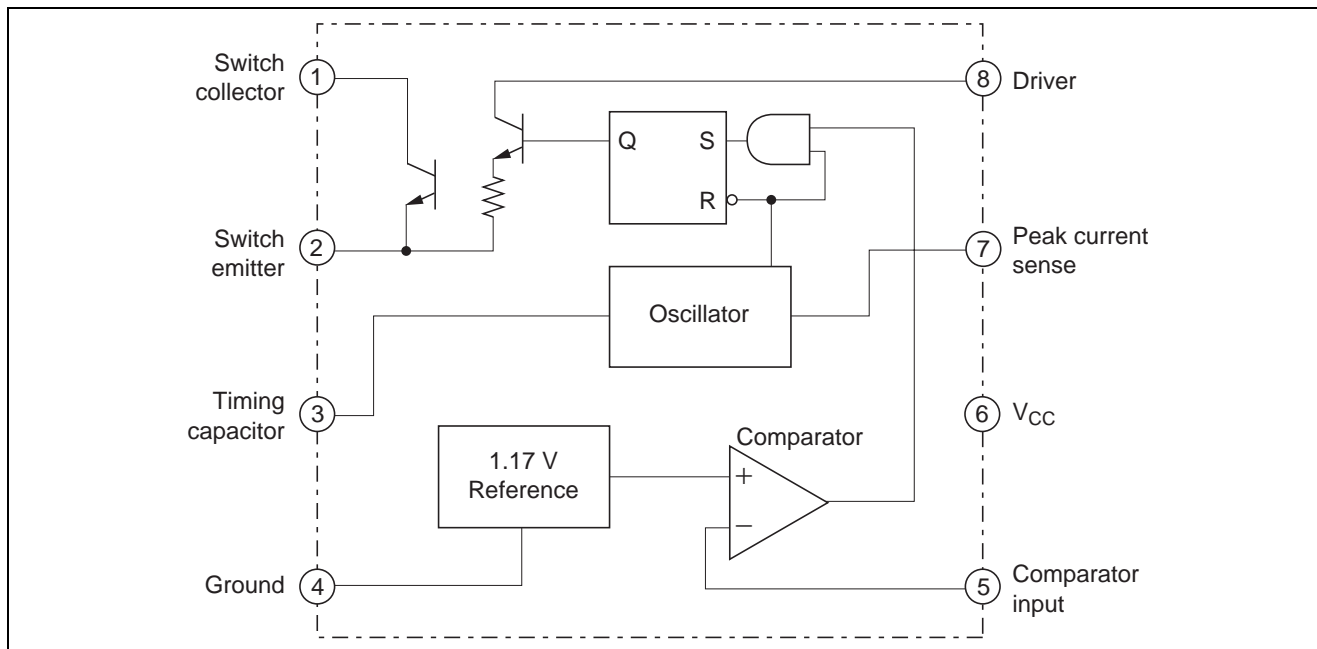 Switch
collector
1
8
Driver
Q
S
R
Switch
emitter
2
7
Peak current
sense
Oscillator
Timing
capacitor
3
6
VCC
1.17 V
Reference
Comparator
+
−
Ground
4
5
Comparator
input